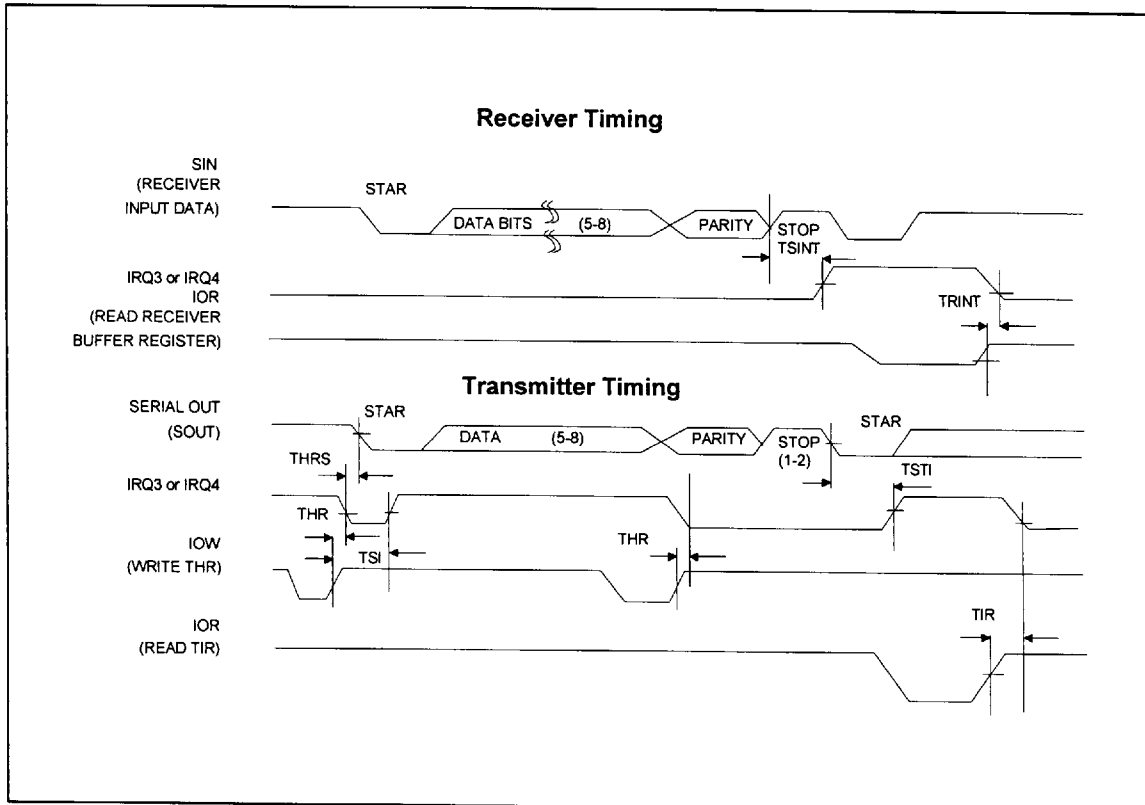 Receiver Timing
SIN
(RECEIVER
INPUT DATA)
STAR
DATA BITS (5-8)
PARITY
STOP
TSINT
IRQ3 or IRQ4
IOR
(READ RECEIVER
BUFFER REGISTER)
TRINT
Transmitter Timing
SERIAL OUT
(SOUT)
STAR
DATA (5-8)
PARITY
STOP
(1-2)
STAR
THRS
IRQ3 or IRQ4
TSTI
THR
THR
IOW
(WRITE THR)
TSI
IOR
(READ TIR)
TIR